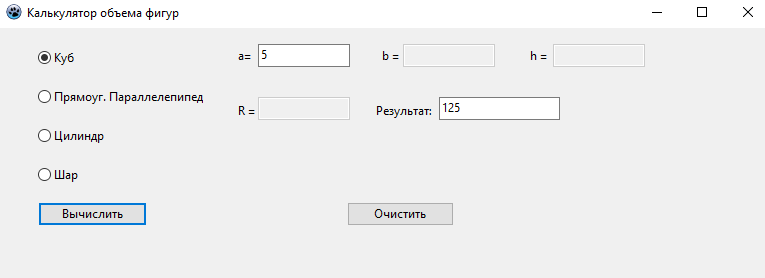 Калькулятор объема фигур
Куб
a= 5 b = h =
Прямоуг. Параллелепипед
R = Результат: 125
Цилиндр
Шар
Вычислить Очистить